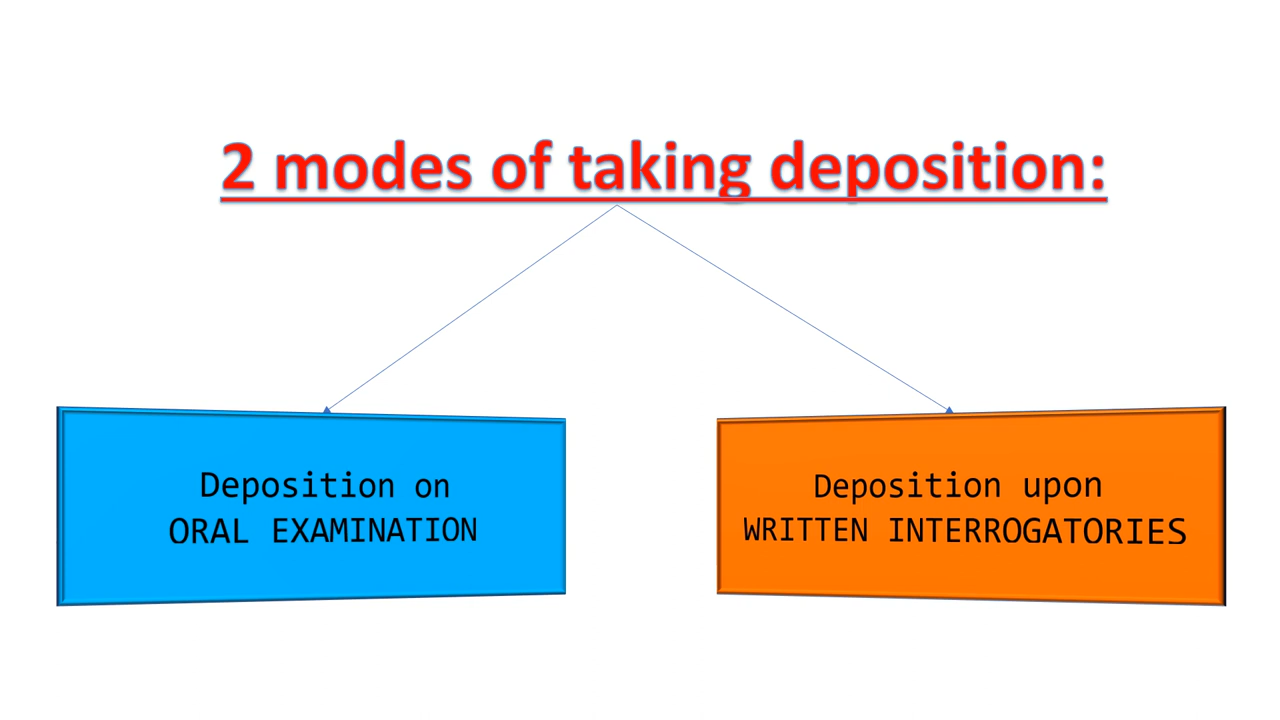 2 modes of taking deposition:
Deposition on
ORAL EXAMINATION
Deposition upon
WRITTEN INTERROGATORIES